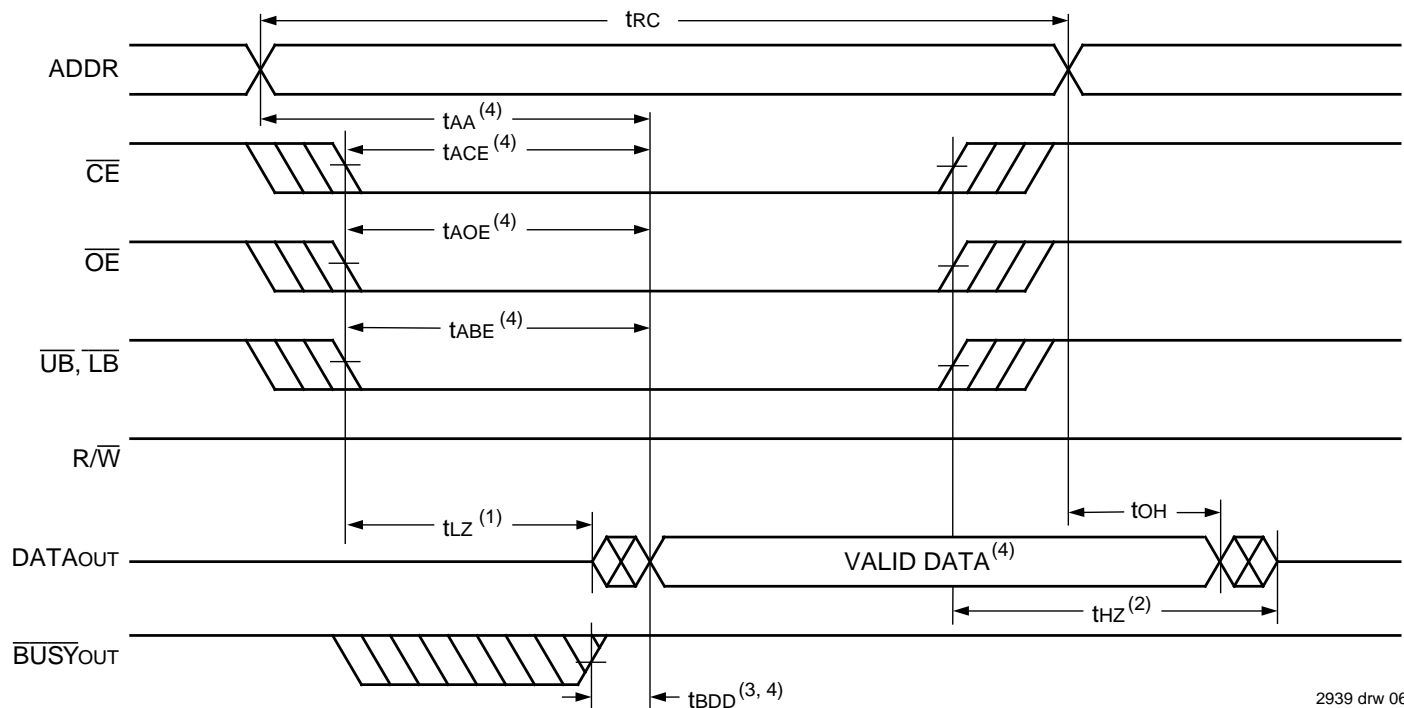 tRC
ADDR
tAA (4)
tACE (4)
CE
tAOE (4)
OE
tABE (4)
UB, LB
R/W
tLZ (1)
tOH
DATAOUT
VALID DATA(4)
tHZ (2)
BUSYOUT
tBDD (3, 4)
2939 drw 06